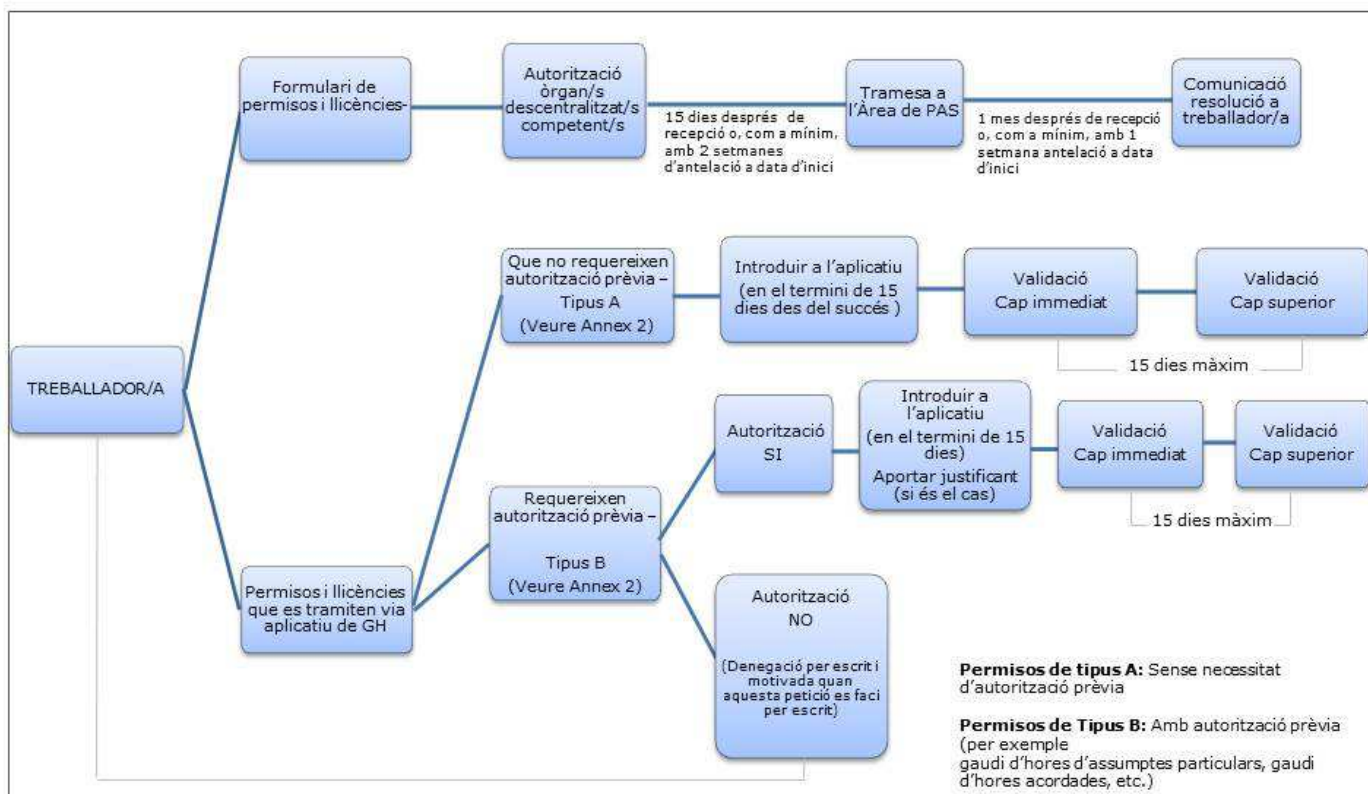 Formulari de
permisos i llicències-
Autorització
òrgan/s
descentralitzat/s
competent/s
15 dies després de
recepció o, com a mínim,
amb 2 setmanes
d'antelació a data d'inici
Tramesa a
l'Àrea de PAS
1 mes després de recepció
o, com a mínim, amb 1
setmana antelació a data
d'inici
Comunicació
resolució a
treballador/a
Que no requereixen
autorització prèvia –
Tipus A
(Veure Annex 2)
Introduir a l'aplicatiu
(en el termini de 15
dies des del succés )
Validació
Cap immediat
Validació
Cap superior
15 dies màxim
TREBALLADOR/A
Autorització
SI
Introduir a
l'aplicatiu
(en el termini de 15
dies)
Aportar justificant
(si és el cas)
Validació
Cap immediat
Validació
Cap superior
15 dies màxim
Requereixen
autorització prèvia –
Tipus B
(Veure Annex 2)
Permisos i llicències
que es tramiten via
aplicatiu de GH
Autorització
NO
(Denegació per escrit i
motivada quan
aquesta petició es faci
per escrit)
Permisos de tipus A: Sense necessitat
d'autorització prèvia
Permisos de Tipus B: Amb autorització prèvia
(per exemple
gaudi d'hores d'assumptes particulars, gaudi
d'hores acordades, etc.)